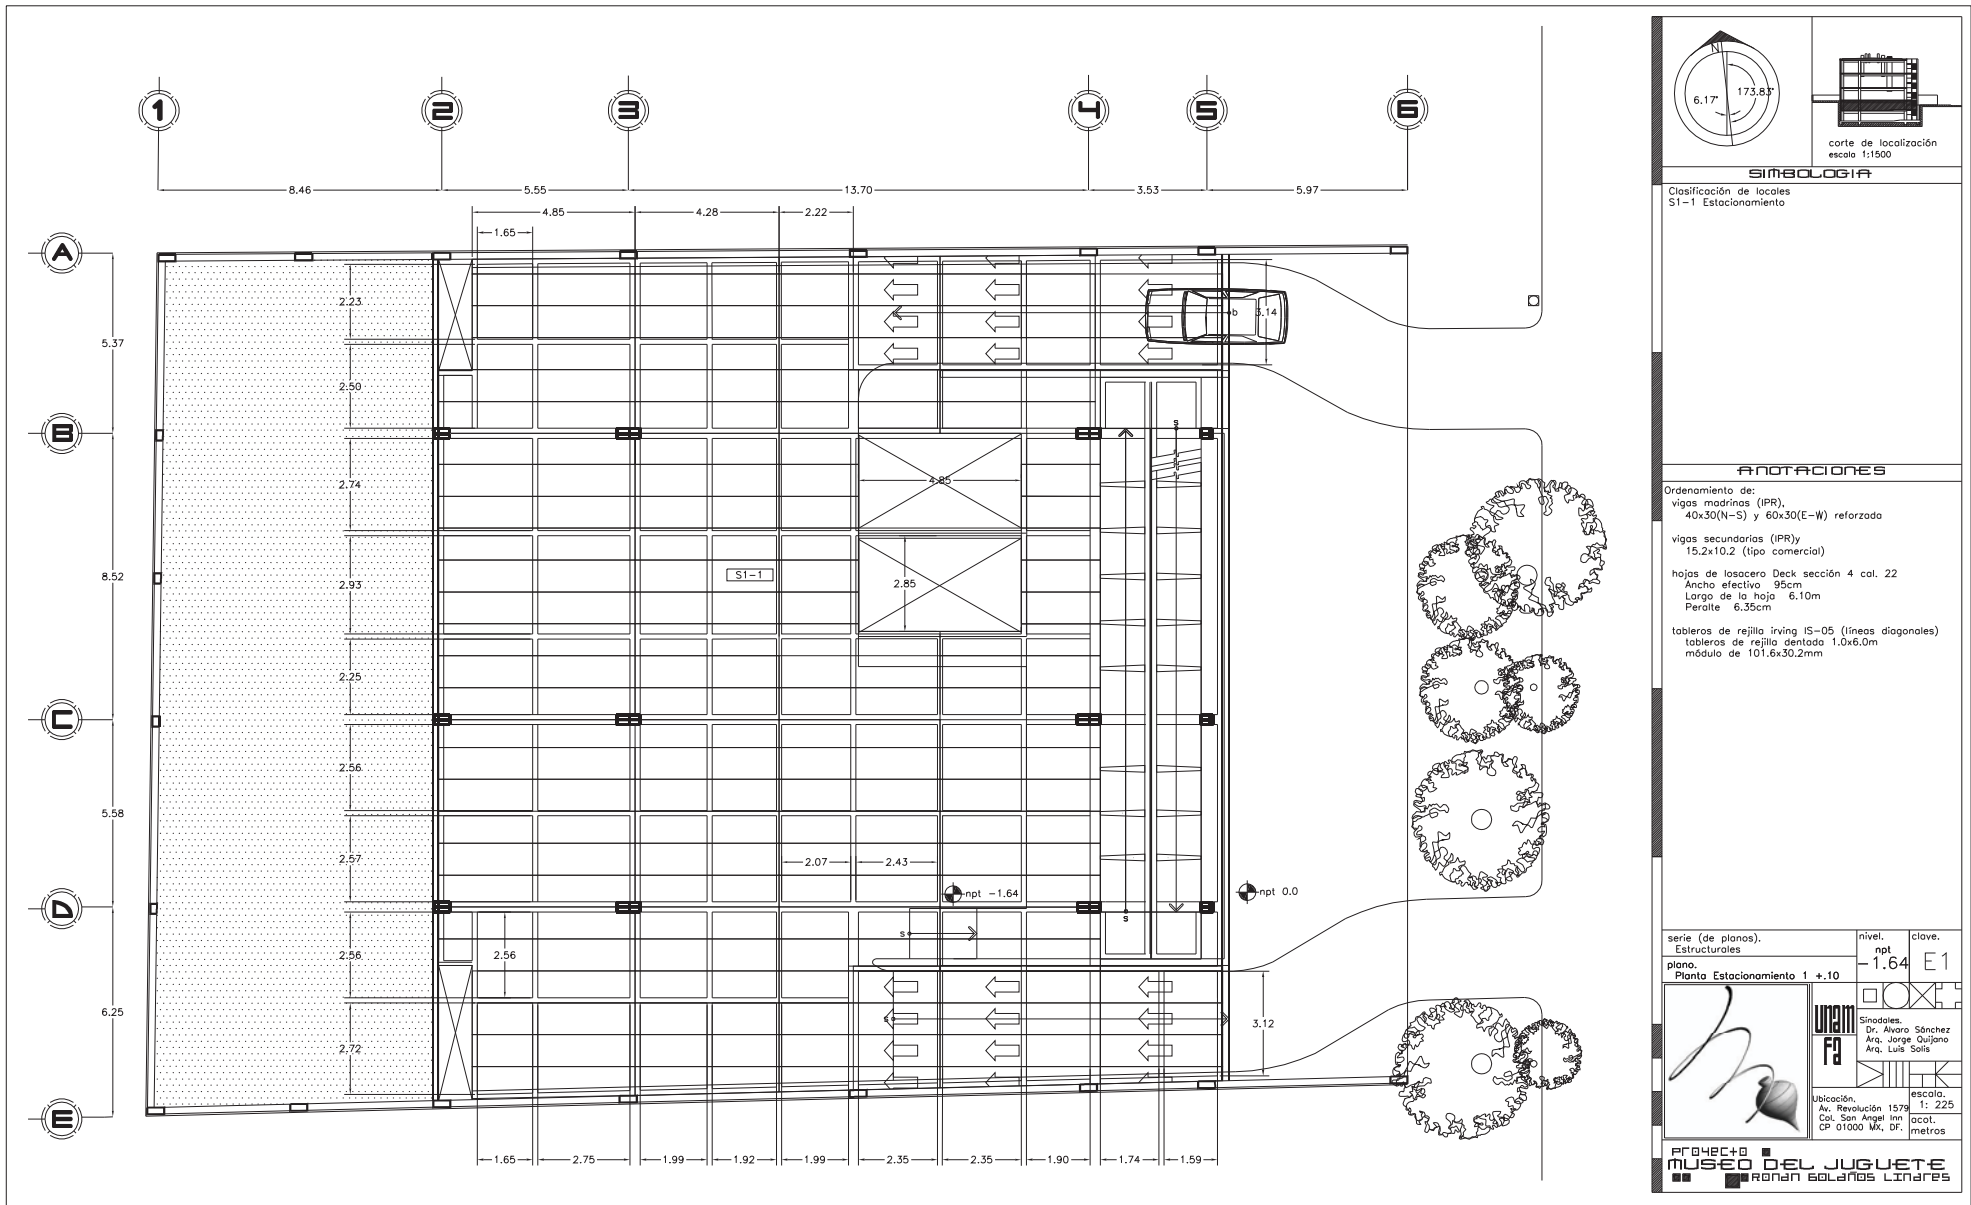 1
2
3
4
5
6
8.46
5.55
13.70
3.53
5.97
4.85
4.28
2.22
1.65
A
B
C
D
E
5.37
8.52
5.58
6.25
2.23
2.50
2.74
2.93
2.25
2.56
2.57
2.56
2.72
3.14
b
s
4.85
2.85
S1-1
2.07
2.43
npt -1.64
npt 0.0
s
s
2.56
s
3.12
1.65
2.75
1.99
1.92
1.99
2.35
2.35
1.90
1.74
1.59
N
6.17°
173.83°
corte de localización
escala 1:1500
SIMBOLOGIA
Clasificación de locales
S1-1 Estacionamiento
ANOTACIONES
Ordenamiento de:
vigas madrinas (IPR),
40x30(N-S) y 60x30(E-W) reforzada
vigas secundarias (IPR)y
15.2x10.2 (tipo comercial)
hojas de losacero Deck sección 4 cal. 22
Ancho efectivo 95cm
Largo de la hoja 6.10m
Peralte 6.35cm
tableros de rejilla irving IS-05 (líneas diagonales)
tableros de rejilla dentada 1.0x6.0m
módulo de 101.6x30.2mm
serie (de planos).
Estructurales
nivel.
npt
-1.64
clave.
E1
plano.
Planta Estacionamiento 1 +.10
unam
fa
Sinodales.
Dr. Alvaro Sánchez
Arq. Jorge Quijano
Arq. Luis Solis
Ubicación.
Av. Revolución 1579
Col. San Angel Inn
CP 01000 MX, DF.
escala.
1: 225
acot.
metros
PROYECTO
MUSEO DEL JUGUETE
RONAN BOLAÑOS LINARES